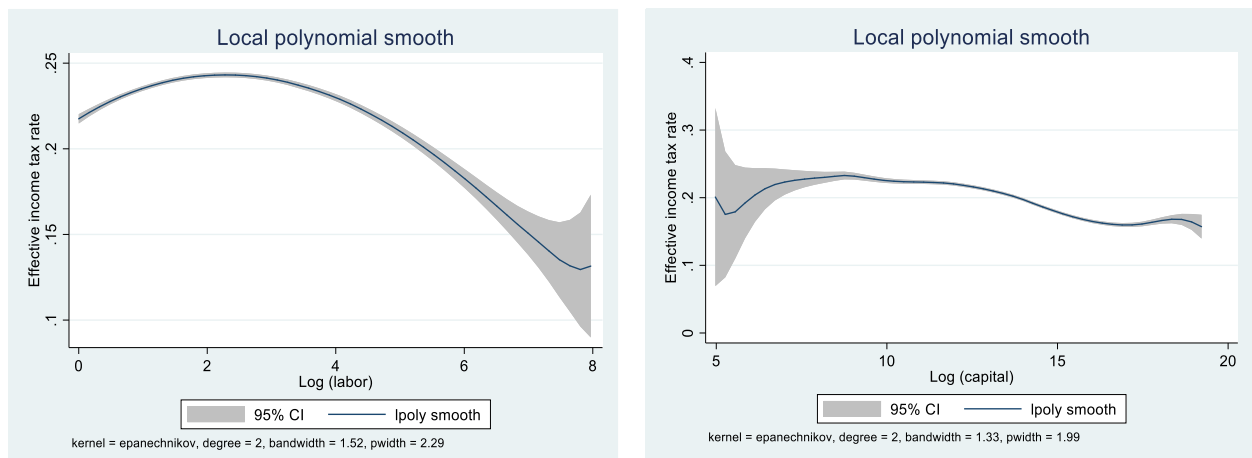 Local polynomial smooth
Effective income tax rate
.25
.2
.15
.1
0 2 4 6 8
Log (labor)
95% CI lpoly smooth
kernel = epanechnikov, degree = 2, bandwidth = 1.52, pwidth = 2.29
Local polynomial smooth
Effective income tax rate
.4
.3
.2
.1
0
5 10 15 20
Log (capital)
95% CI lpoly smooth
kernel = epanechnikov, degree = 2, bandwidth = 1.33, pwidth = 1.99